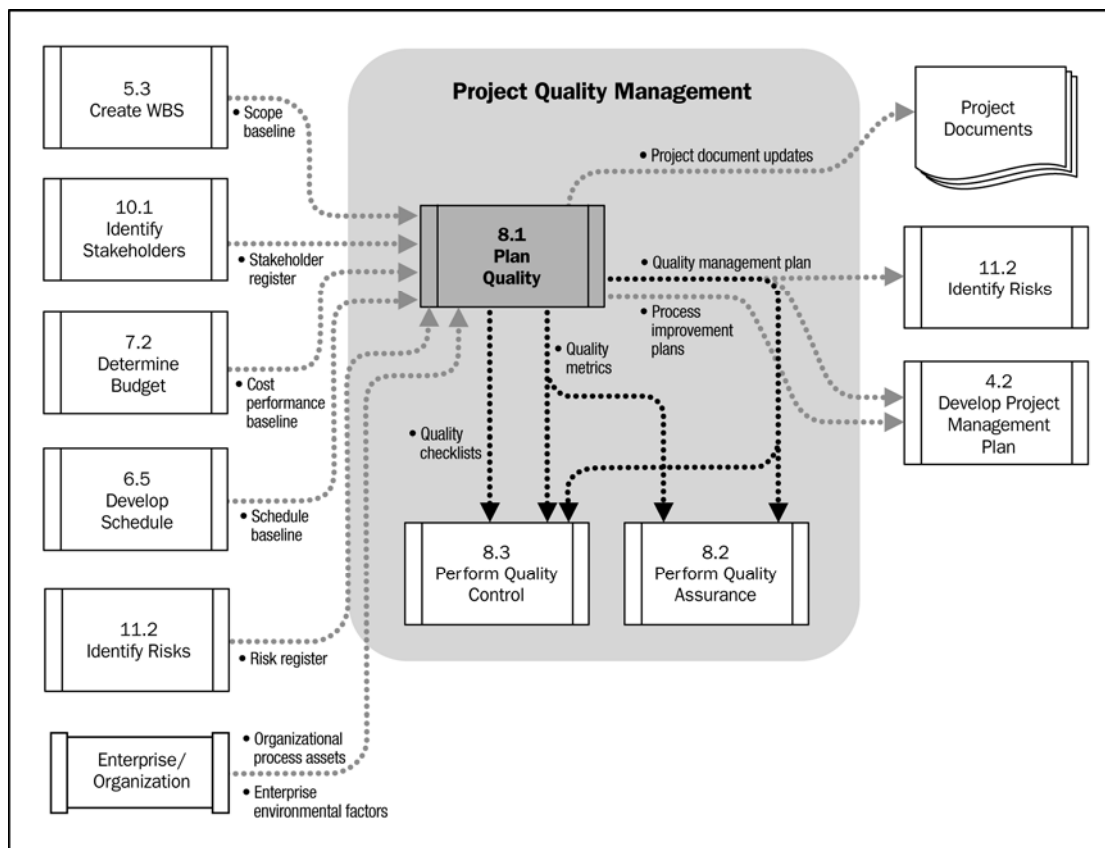 Project Quality Management
5.3
Create WBS
• Scope
baseline
10.1
Identify
Stakeholders
• Stakeholder
register
7.2
Determine
Budget
• Cost
performance
baseline
6.5
Develop
Schedule
• Schedule
baseline
11.2
Identify Risks
• Risk register
Enterprise/
Organization
• Organizational
process assets
• Enterprise
environmental factors
8.1
Plan
Quality
• Project document updates
• Quality management plan
• Process
improvement
plans
• Quality
metrics
• Quality
checklists
8.3
Perform Quality
Control
8.2
Perform Quality
Assurance
Project
Documents
11.2
Identify Risks
4.2
Develop Project
Management
Plan